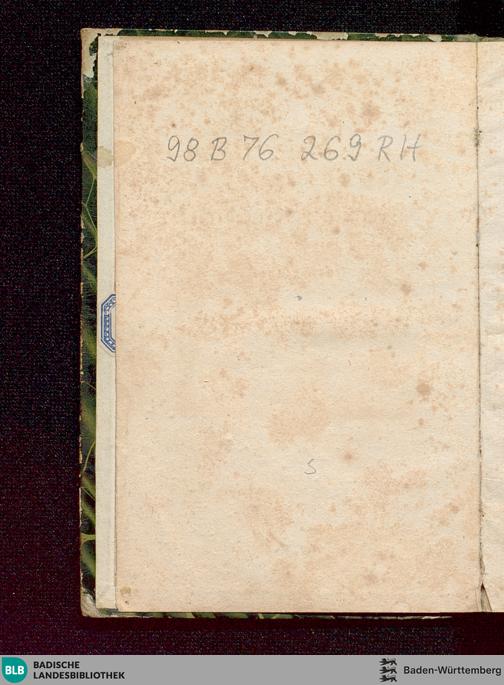 98 B 76 269 RH
S
BLB BADISCHE
LANDESBIBLIOTHEK
Baden-Württemberg